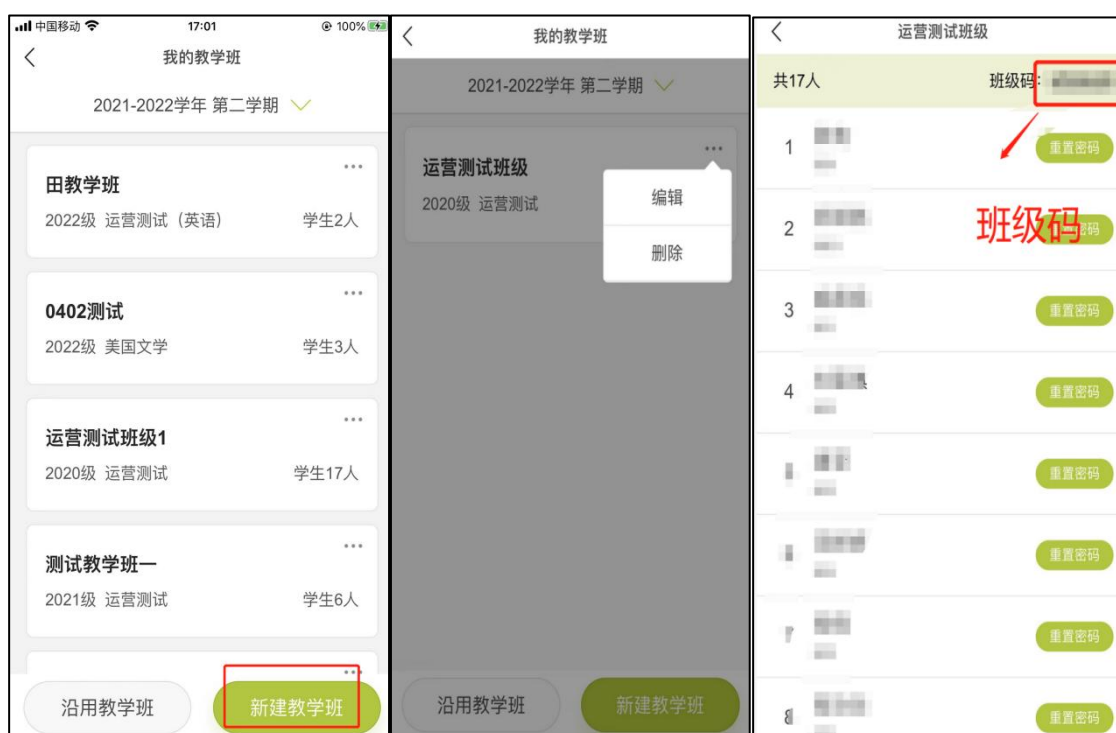 中国移动 17:01 100%
我的教学班
2021-2022学年 第二学期
田教学班
2022级 运营测试（英语） 学生2人
0402测试
2022级 美国文学 学生3人
运营测试班级1
2020级 运营测试 学生17人
测试教学班一
2021级 运营测试 学生6人
沿用教学班 新建教学班
我的教学班
2021-2022学年 第二学期
运营测试班级
2020级 运营测试
编辑
删除
沿用教学班 新建教学班
运营测试班级
共17人 班级码:
1 重置密码
班级码
2 密码
3 重置密码
4 重置密码
重置密码
重置密码
7 重置密码
8 重置密码